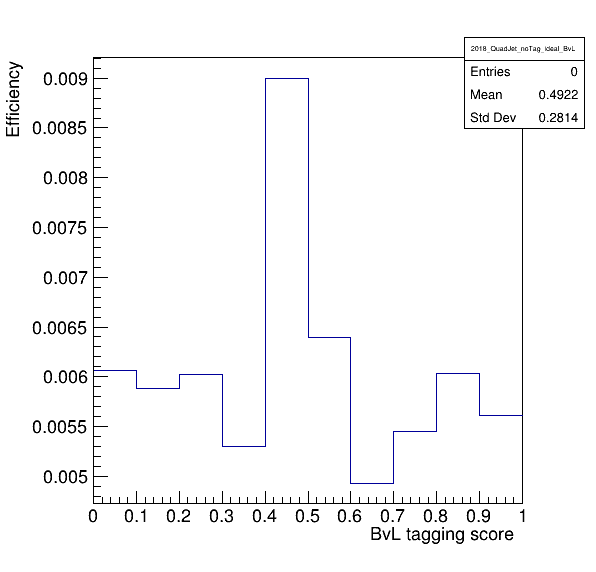 2018_QuadJet_noTag_ideal_BvL
Entries 0
Mean 0.4922
Std Dev 0.2814
Efficiency
0.009
0.0085
0.008
0.0075
0.007
0.0065
0.006
0.0055
0.005
0 0.1 0.2 0.3 0.4 0.5 0.6 0.7 0.8 0.9 1
BvL tagging score